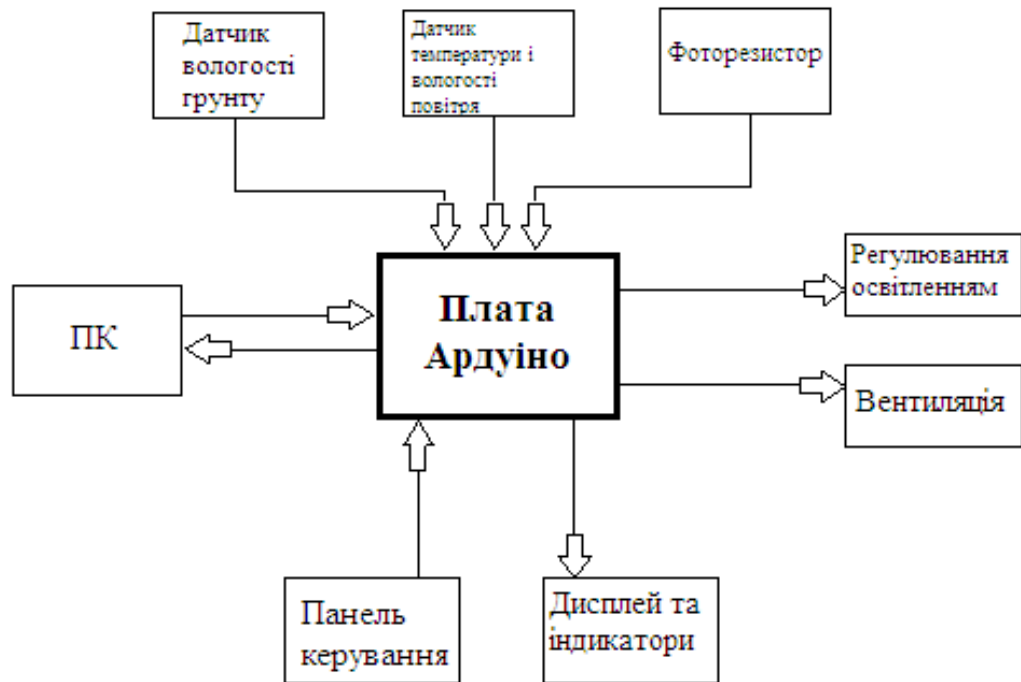 Датчик
вологості
грунту
Датчик
температури і
вологості
повітря
Фоторезистор
Регулювання
освітленням
ПК
Плата
Ардуіно
Вентиляція
Панель
керування
Дисплей та
індикатори